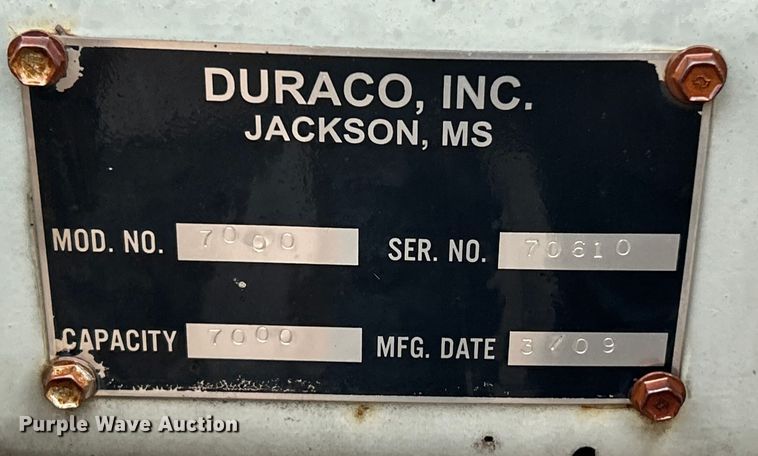 DURACO, INC.
JACKSON, MS
MOD. NO. 7000 SER. NO. 70610
CAPACITY 7000 MFG. DATE 3/09
Purple Wave Auction